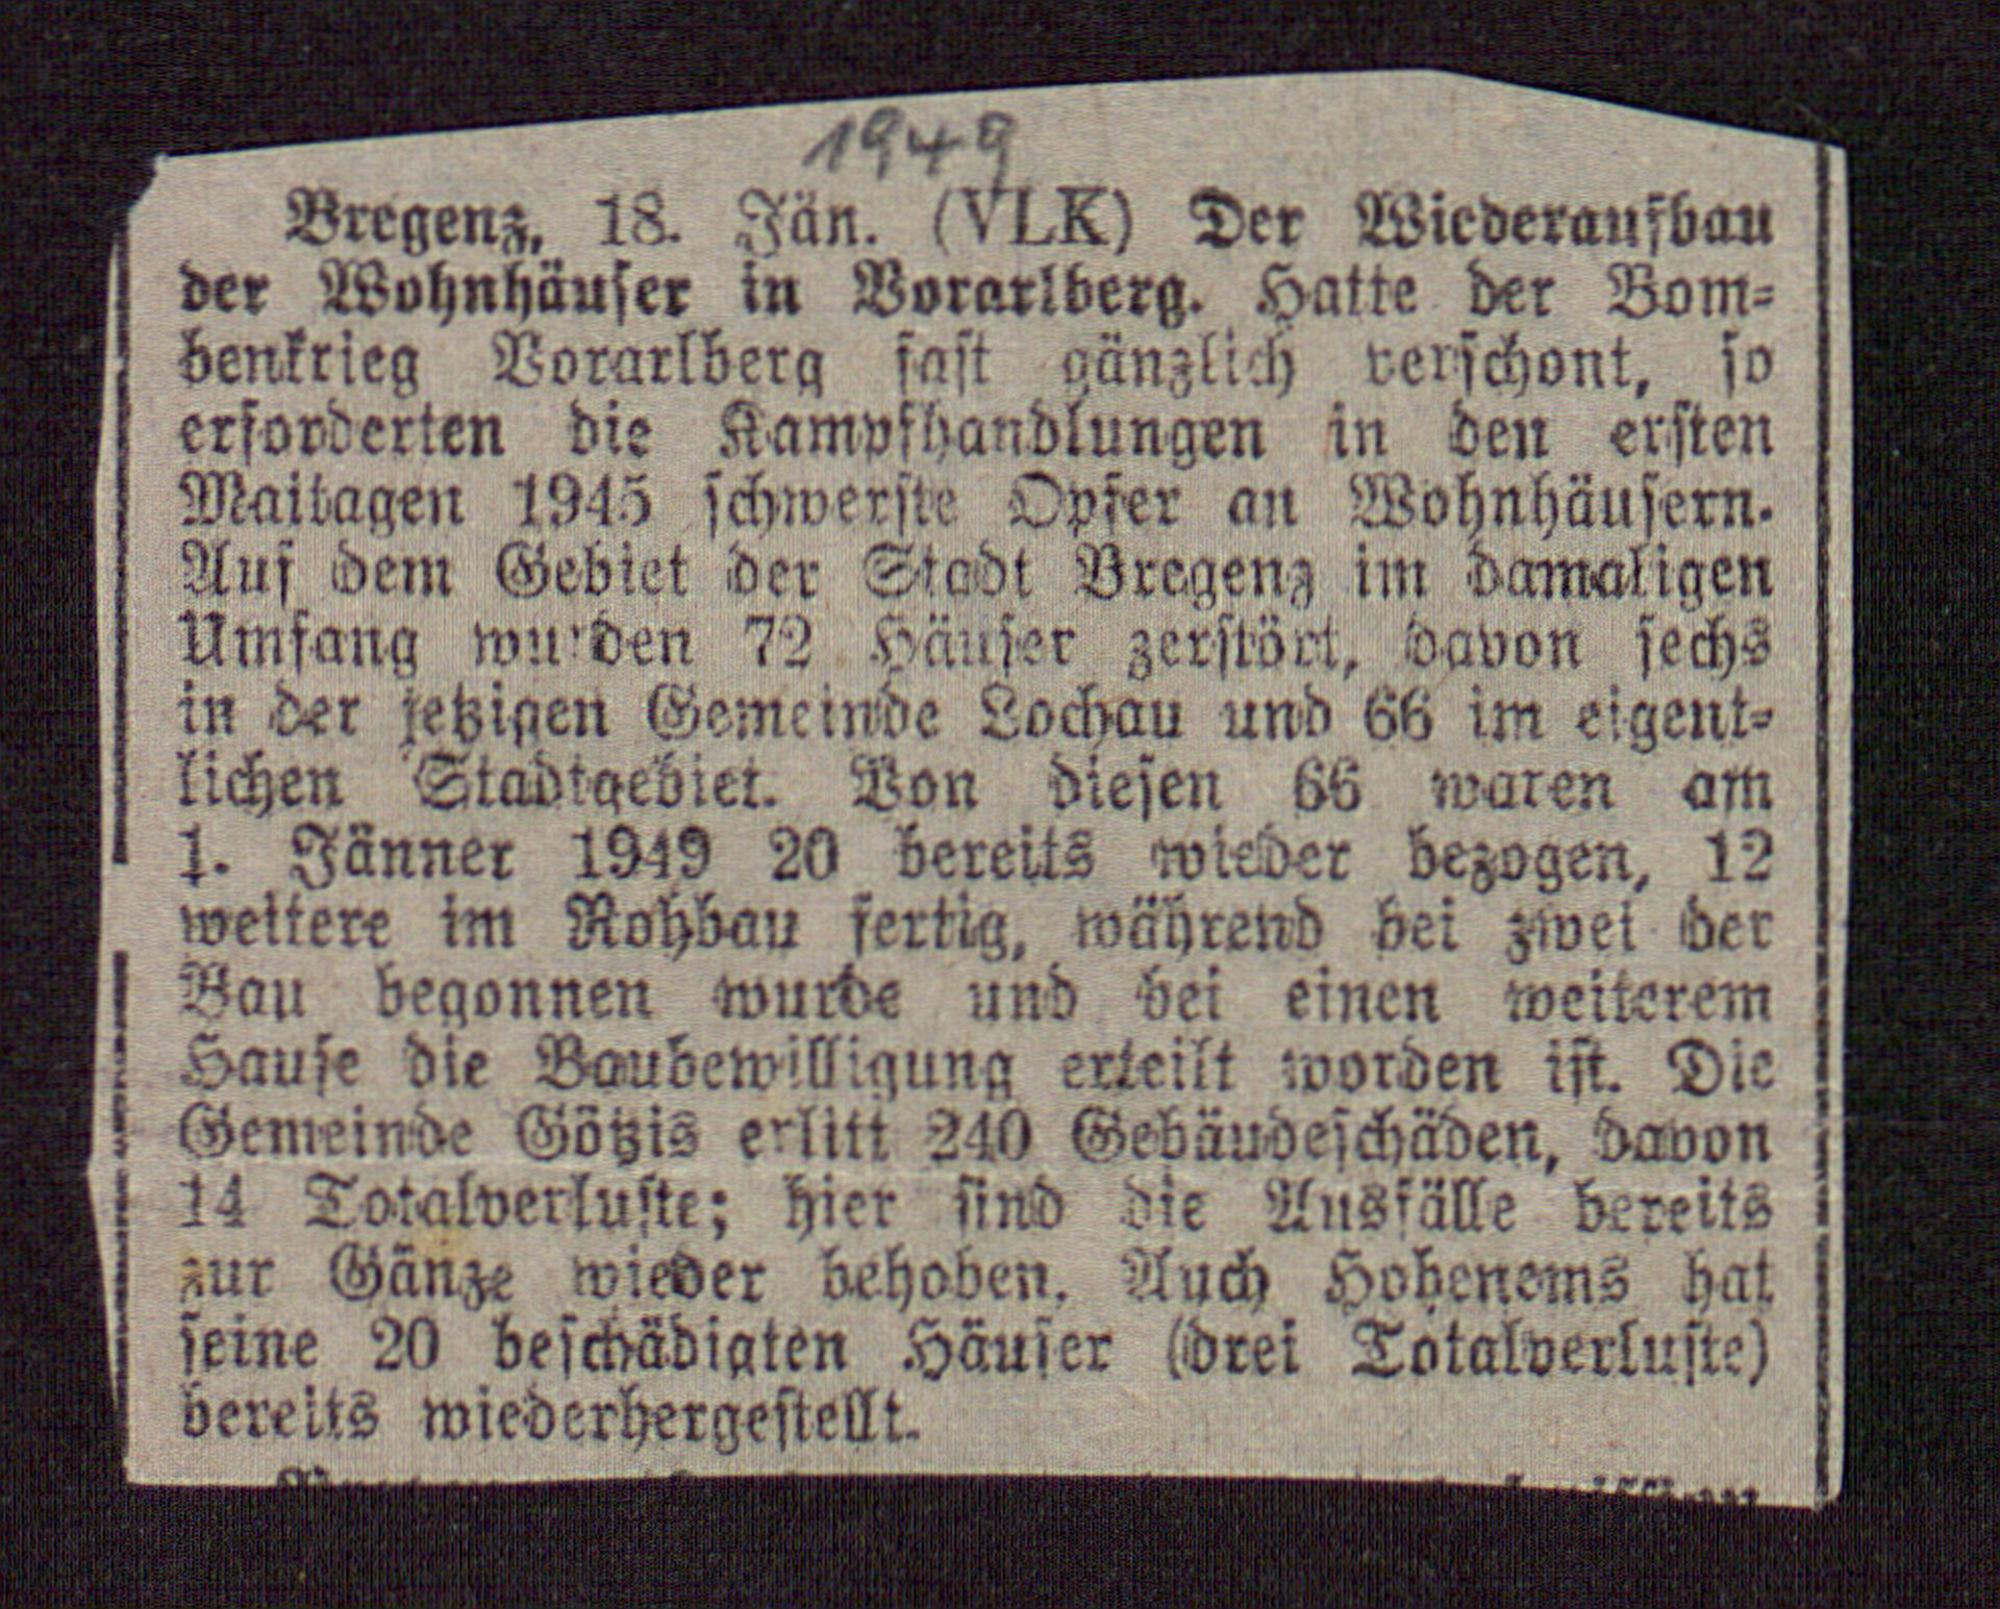 1949
Bregenz, 18. Jän. (VLK) Der Wiederaufbau
der Wohnhäuser in Vorarlberg. Hatte der Bom-
benkrieg Vorarlberg fast gänzlich verschont, so
erforderten die Kampfhandlungen in den ersten
Maitagen 1945 schwerste Opfer an Wohnhäusern.
Auf dem Gebiet der Stadt Bregenz im damaligen
Umfang wurden 72 Häuser zerstört, davon sechs
in der jetzigen Gemeinde Lochau und 66 im eigent-
lichen Stadtgebiet. Von diesen 66 waren am
1. Jänner 1949 20 bereits wieder bezogen, 12
weitere im Rohbau fertig, während bei zwei der
Bau begonnen wurde und bei einen weiterem
Hause die Baubewilligung erteilt worden ist. Die
Gemeinde Götzis erlitt 240 Gebäudeschäden, davon
14 Totalverluste; hier sind die Ausfälle bereits
zur Gänze wieder behoben. Auch Hohenems hat
seine 20 beschädigten Häuser (drei Totalverluste)
bereits wiederhergestellt.